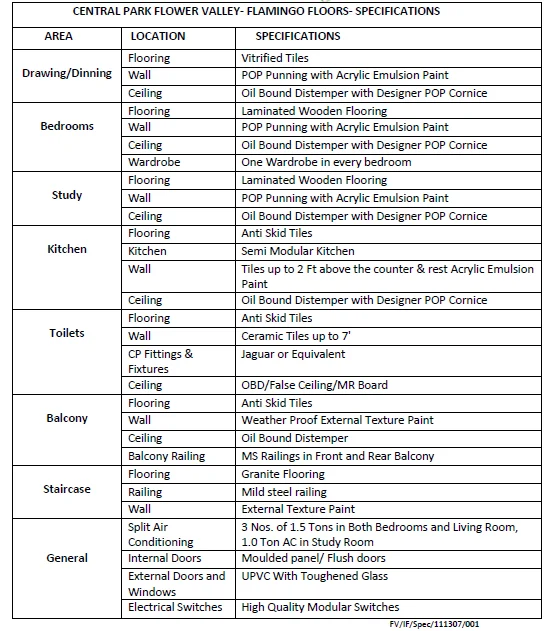 CENTRAL PARK FLOWER VALLEY- FLAMINGO FLOORS- SPECIFICATIONS
AREA LOCATION SPECIFICATIONS
Drawing/Dinning
Flooring Vitrified Tiles
Wall POP Punning with Acrylic Emulsion Paint
Ceiling Oil Bound Distemper with Designer POP Cornice
Bedrooms
Flooring Laminated Wooden Flooring
Wall POP Punning with Acrylic Emulsion Paint
Ceiling Oil Bound Distemper with Designer POP Cornice
Wardrobe One Wardrobe in every bedroom
Study
Flooring Laminated Wooden Flooring
Wall POP Punning with Acrylic Emulsion Paint
Ceiling Oil Bound Distemper with Designer POP Cornice
Kitchen
Flooring Anti Skid Tiles
Kitchen Semi Modular Kitchen
Wall Tiles up to 2 Ft above the counter & rest Acrylic Emulsion
Paint
Ceiling Oil Bound Distemper with Designer POP Cornice
Toilets
Flooring Anti Skid Tiles
Wall Ceramic Tiles up to 7'
CP Fittings & Jaguar or Equivalent
Fixtures
Ceiling OBD/False Ceiling/MR Board
Balcony
Flooring Anti Skid Tiles
Wall Weather Proof External Texture Paint
Ceiling Oil Bound Distemper
Balcony Railing MS Railings in Front and Rear Balcony
Staircase
Flooring Granite Flooring
Railing Mild steel railing
Wall External Texture Paint
General
Split Air 3 Nos. of 1.5 Tons in Both Bedrooms and Living Room,
Conditioning 1.0 Ton AC in Study Room
Internal Doors Moulded panel/ Flush doors
External Doors and UPVC With Toughened Glass
Windows
Electrical Switches High Quality Modular Switches
FV/IF/Spec/111307/001